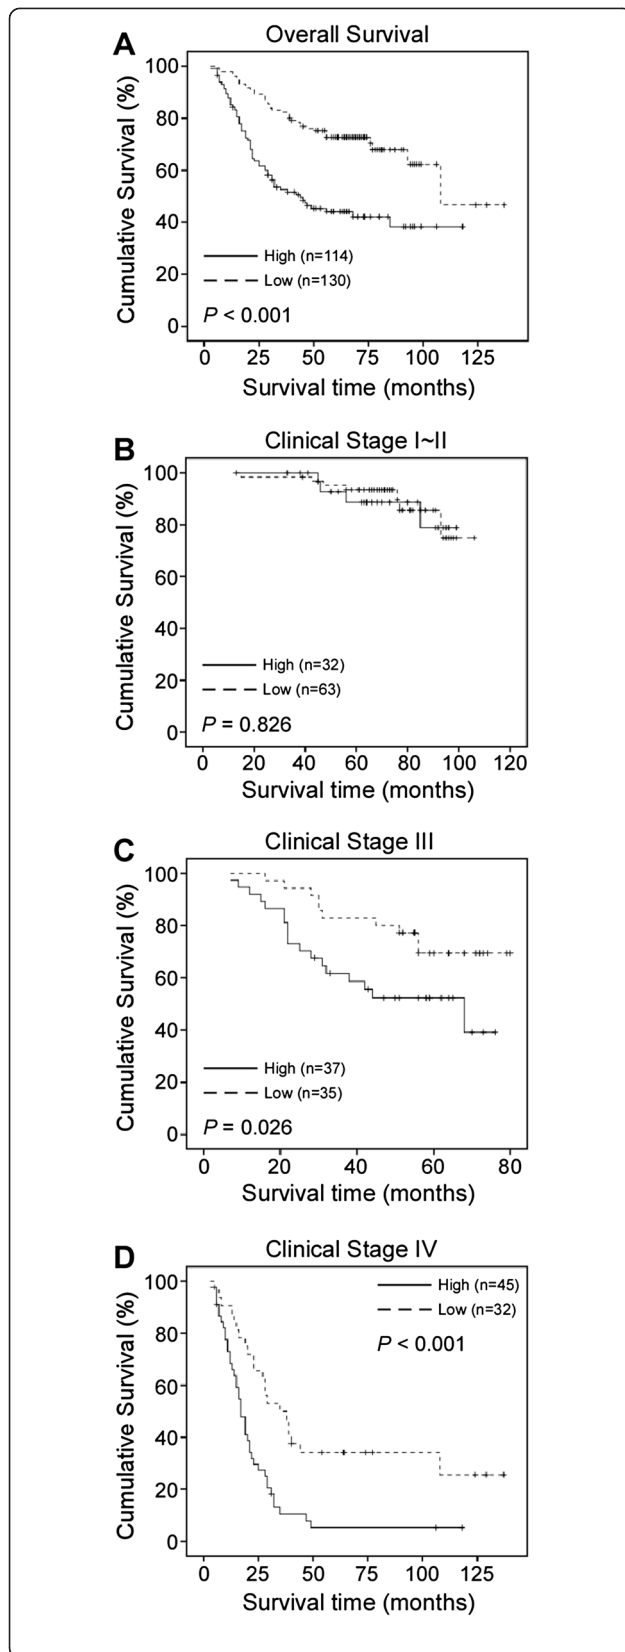 A
Overall Survival
Cumulative Survival (%)
100
80
60
40
20
0
High (n=114)
Low (n=130)
P < 0.001
0 25 50 75 100 125
Survival time (months)
B
Clinical Stage I~II
Cumulative Survival (%)
100
80
60
40
20
0
High (n=32)
Low (n=63)
P = 0.826
0 20 40 60 80 100 120
Survival time (months)
C
Clinical Stage III
Cumulative Survival (%)
100
80
60
40
20
0
High (n=37)
Low (n=35)
P = 0.026
0 20 40 60 80
Survival time (months)
D
Clinical Stage IV
Cumulative Survival (%)
100
80
60
40
20
0
High (n=45)
Low (n=32)
P < 0.001
0 25 50 75 100 125
Survival time (months)